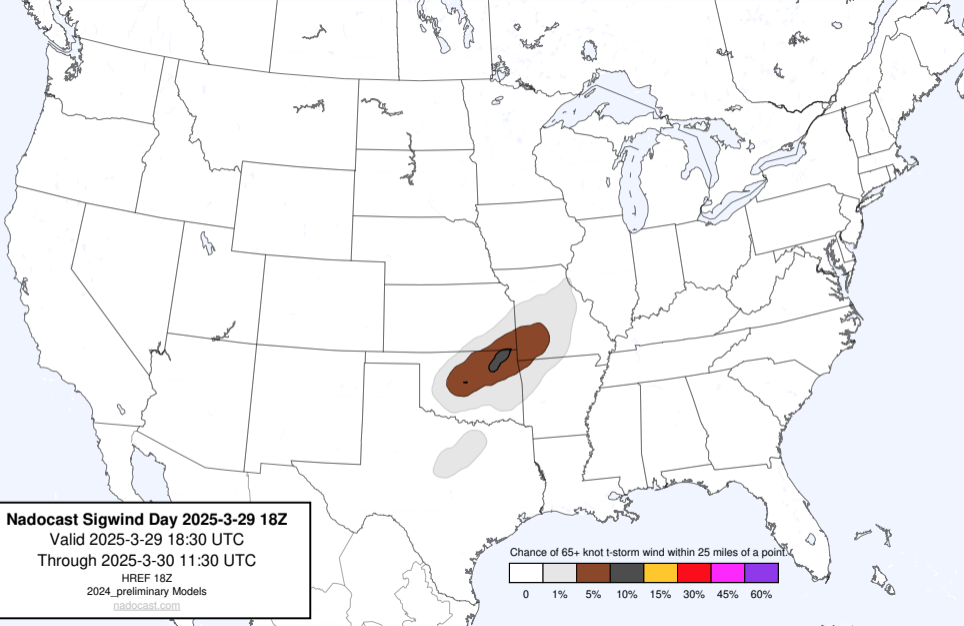 Nadocast Sigwind Day 2025-3-29 18Z
Valid 2025-3-29 18:30 UTC
Through 2025-3-30 11:30 UTC
HREF 18Z
2024_preliminary Models
nadocast.com
Chance of 65+ knot t-storm wind within 25 miles of a point.
0 1% 5% 10% 15% 30% 45% 60%